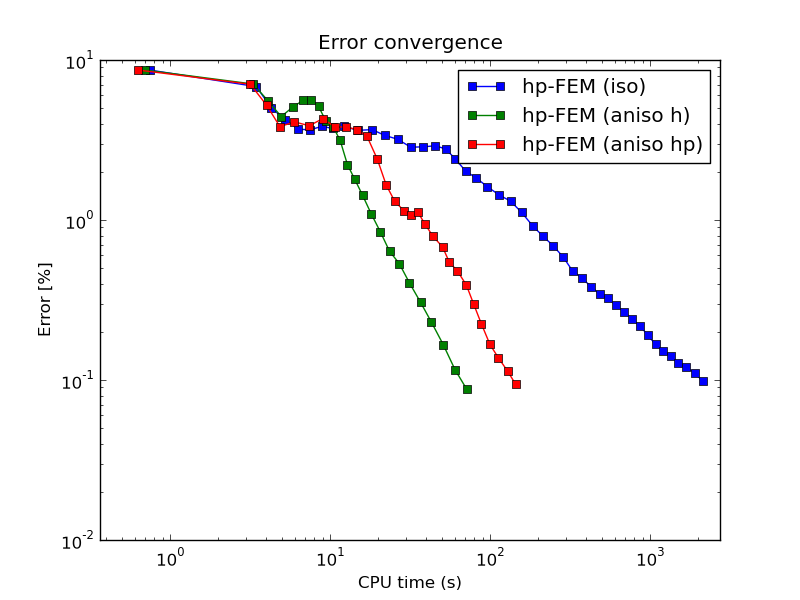 Error convergence
hp-FEM (iso)
hp-FEM (aniso h)
hp-FEM (aniso hp)
10^1
10^0
10^-1
10^-2
Error [%]
10^0 10^1 10^2 10^3
CPU time (s)